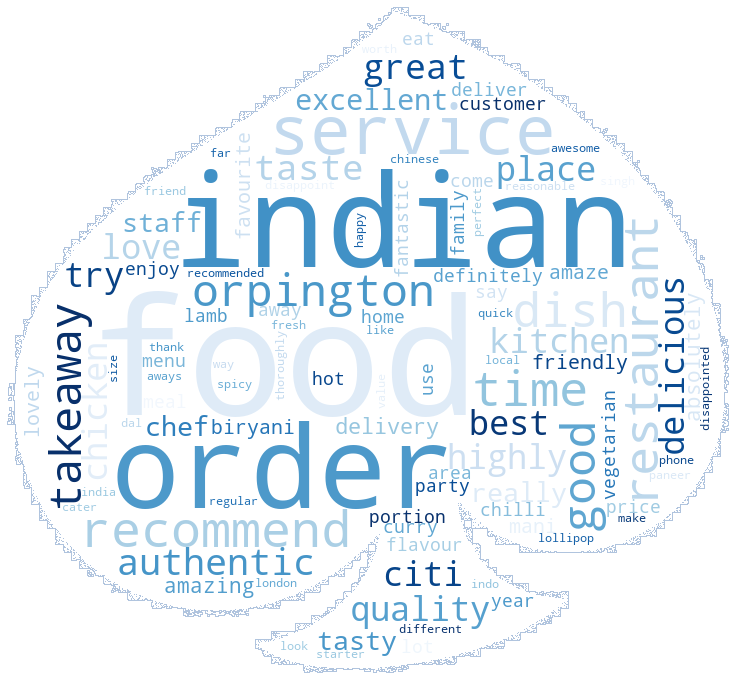 eat
worth
great
deliver
excellent
customer
service
far
favourite
taste
chinese
awesome
place
friend
disappoint
come
reasonable
singh
indian
staff
love
happy
fantastic
family
perfect
try
enjoy
recommended
definitely
amaze
orpington
say
restaurant
food
dish
lamb
away
home
quick
delicious
absolutely
takeaway
fresh
like
kitchen
thank
menu
local
friendly
lovely
chicken
size
aways
way
spicy
thoroughly
hot
value
use
time
disappointed
meal
dal
chef
biryani
delivery
best
good
vegetarian
order
highly
area
phone
india
party
really
paneer
cater
regular
chilli
price
recommend
portion
curry
mani
make
flavour
lollipop
authentic
amazing
london
citi
indo
quality
year
different
tasty
look
starter
lot